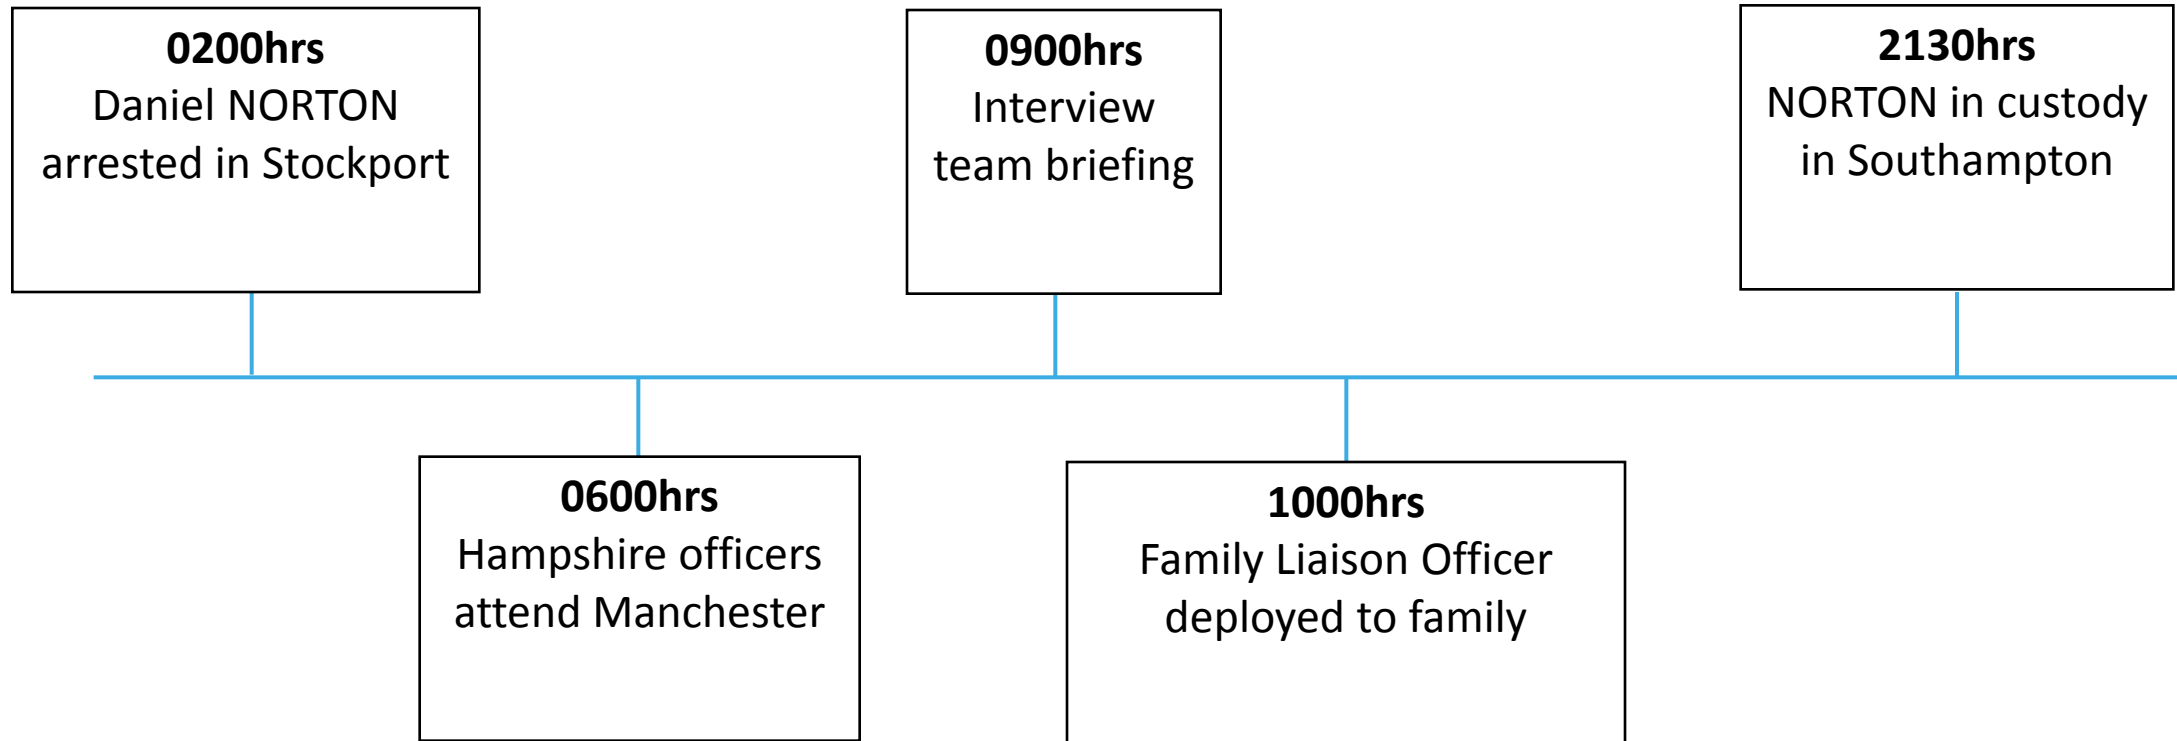 0200hrs
Daniel NORTON
arrested in Stockport
0600hrs
Hampshire officers
attend Manchester
0900hrs
Interview
team briefing
1000hrs
Family Liaison Officer
deployed to family
2130hrs
NORTON in custody
in Southampton